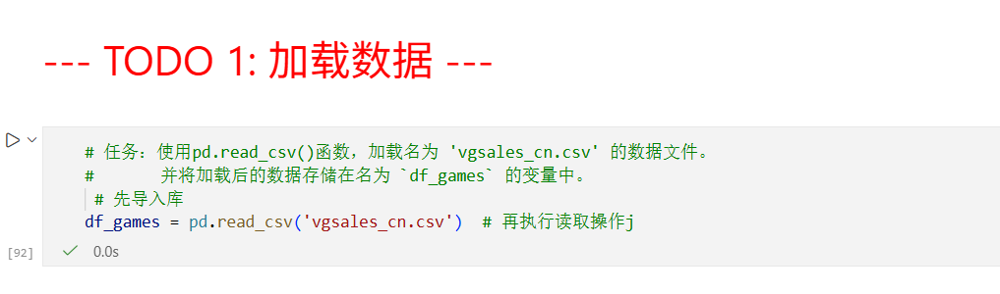 --- TODO 1: 加载数据 ---
# 任务：使用pd.read_csv()函数，加载名为 'vgsales_cn.csv' 的数据文件。
#       并将加载后的数据存储在名为 `df_games` 的变量中。
# 先导入库
df_games = pd.read_csv('vgsales_cn.csv')  # 再执行读取操作j
[92]
0.0s